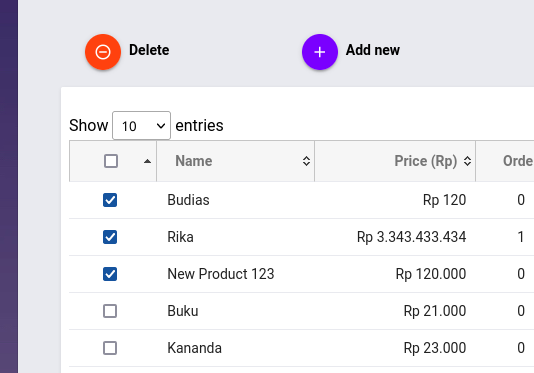 Delete Add new
Show 10 entries
Name Price (Rp) Orde
Budias Rp 120 0
Rika Rp 3.343.433.434 1
New Product 123 Rp 120.000 0
Buku Rp 21.000 0
Kananda Rp 23.000 0